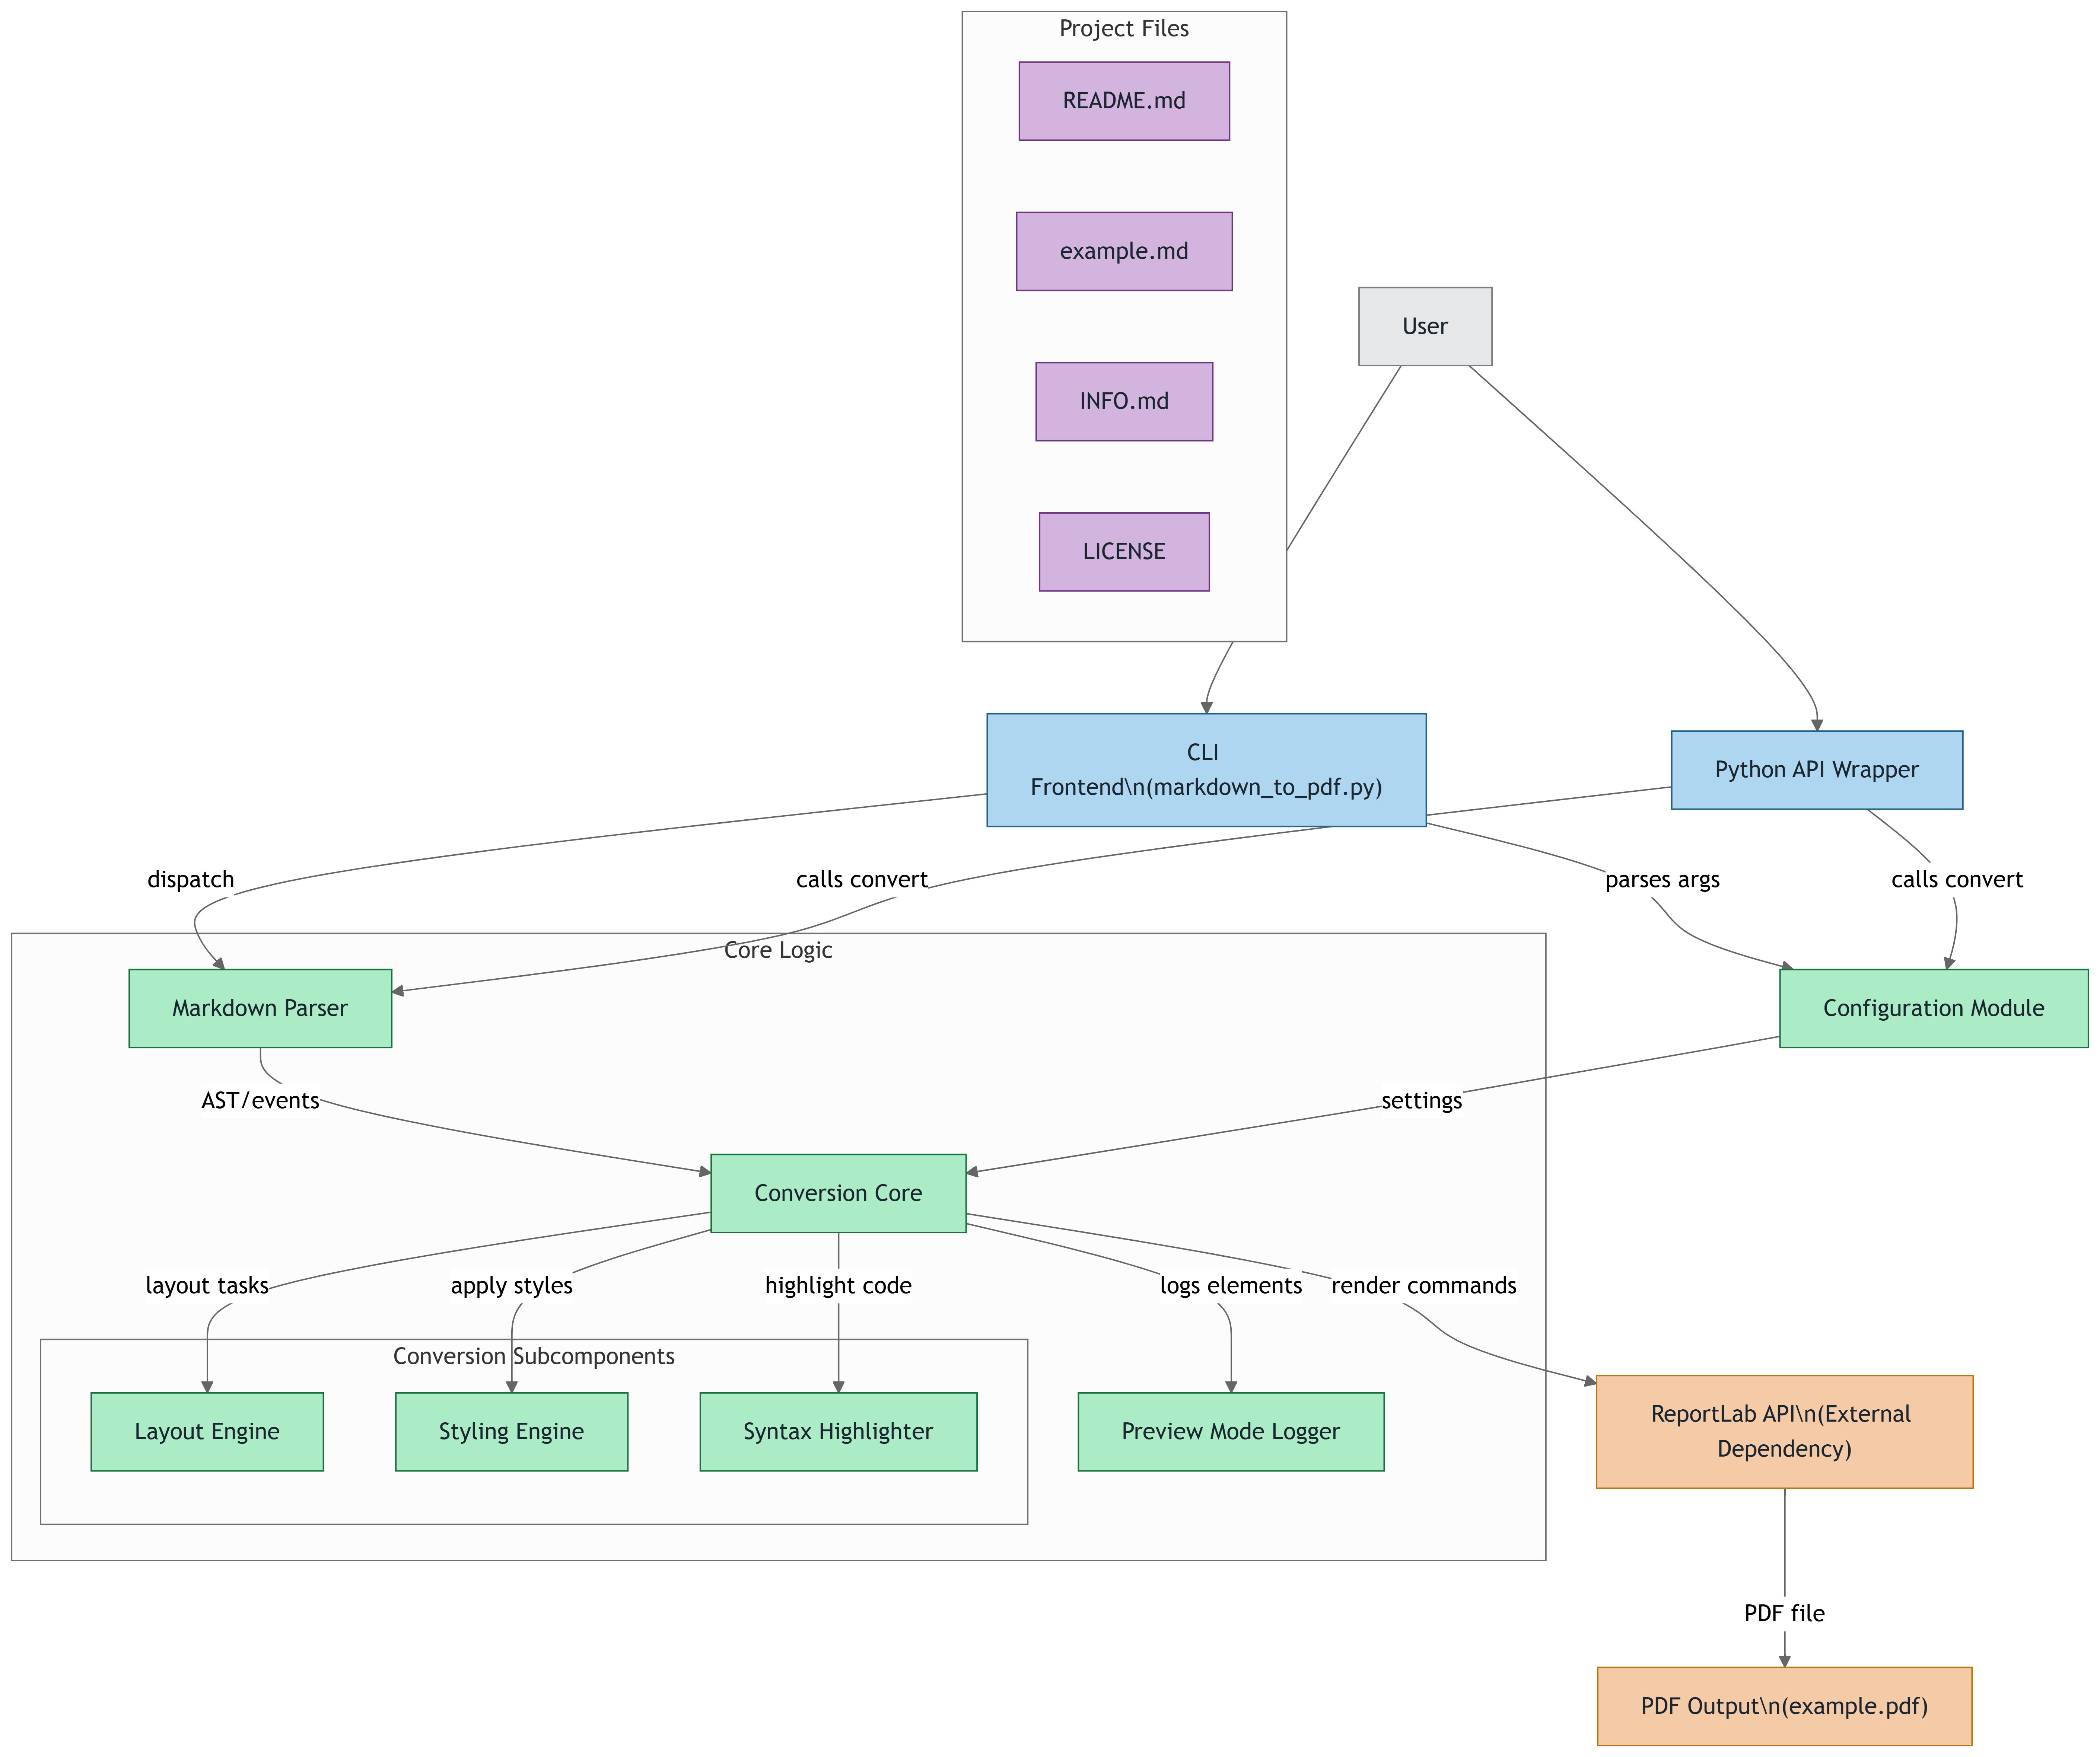 Project Files
README.md
example.md
User
INFO.md
LICENSE
CLI
Frontend\n(markdown_to_pdf.py)
Python API Wrapper
dispatch
calls convert
parses args
calls convert
Core Logic
Markdown Parser
Configuration Module
AST/events
settings
Conversion Core
layout tasks
apply styles
highlight code
logs elements
render commands
Conversion Subcomponents
Layout Engine
Styling Engine
Syntax Highlighter
Preview Mode Logger
ReportLab API\n(External
Dependency)
PDF file
PDF Output\n(example.pdf)